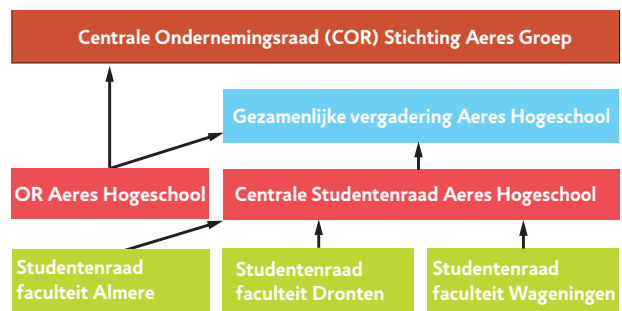 Centrale Ondernemingsraad (COR) Stichting Aeres Groep
Gezamenlijke vergadering Aeres Hogeschool
OR Aeres Hogeschool
Centrale Studentenraad Aeres Hogeschool
Studentenraad
faculteit Almere
Studentenraad
faculteit Dronten
Studentenraad
faculteit Wageningen